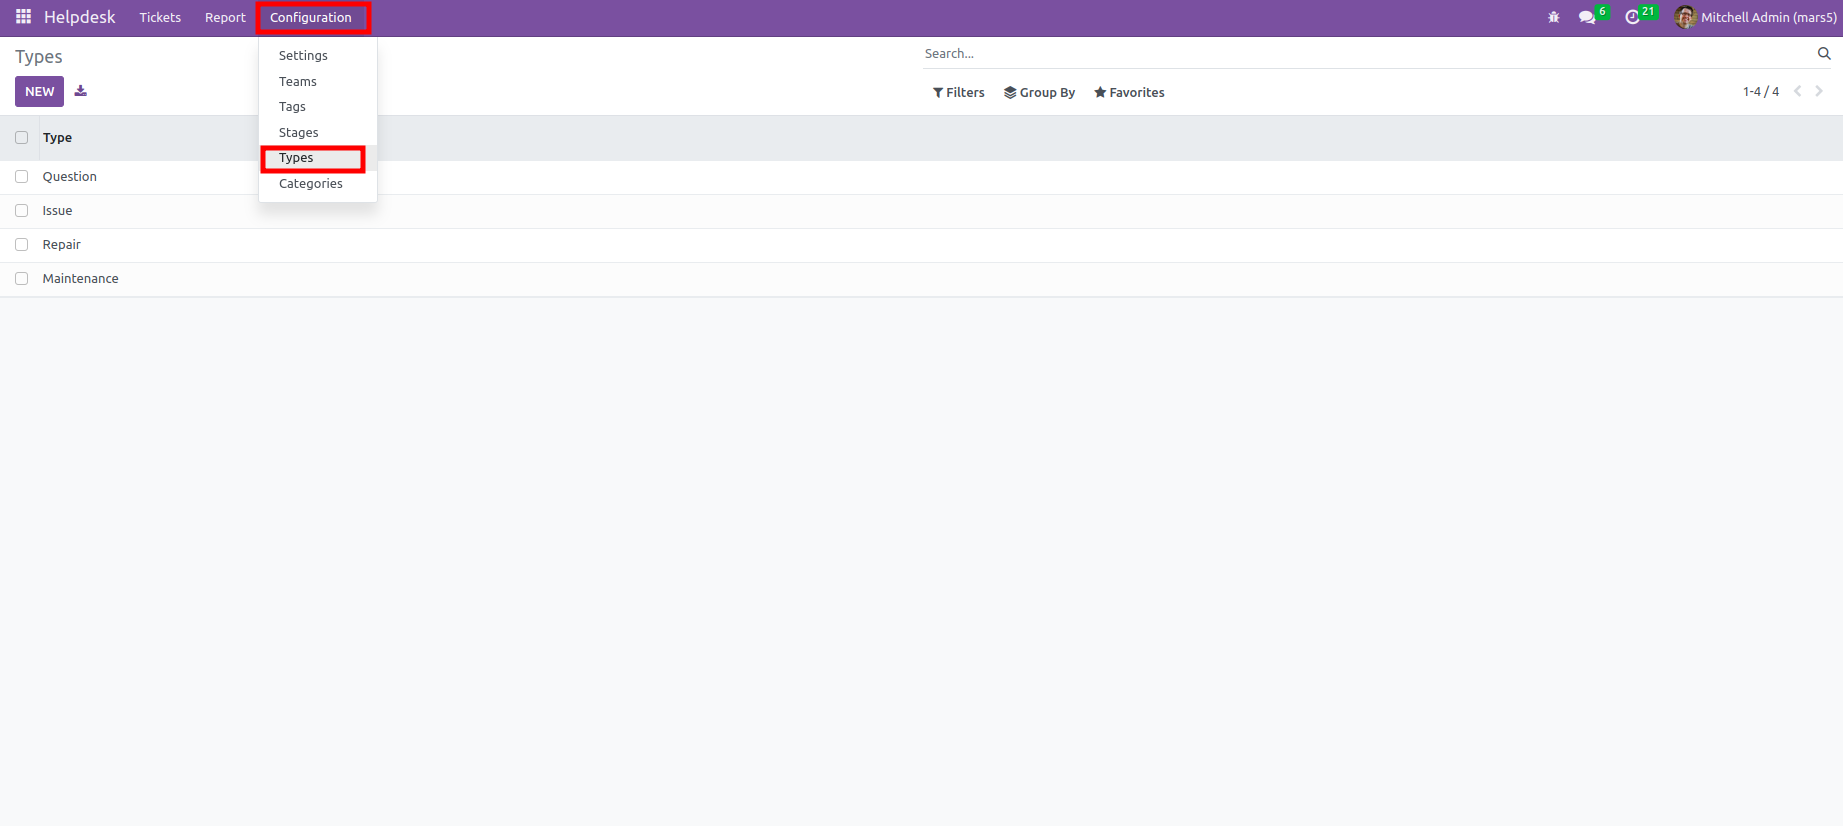 Helpdesk Tickets Report Configuration 6 21 Mitchell Admin (mars5)
Types
Search...
NEW
Filters Group By Favorites 1-4 / 4
Settings
Teams
Tags
Stages
Types
Categories
Type
Question
Issue
Repair
Maintenance